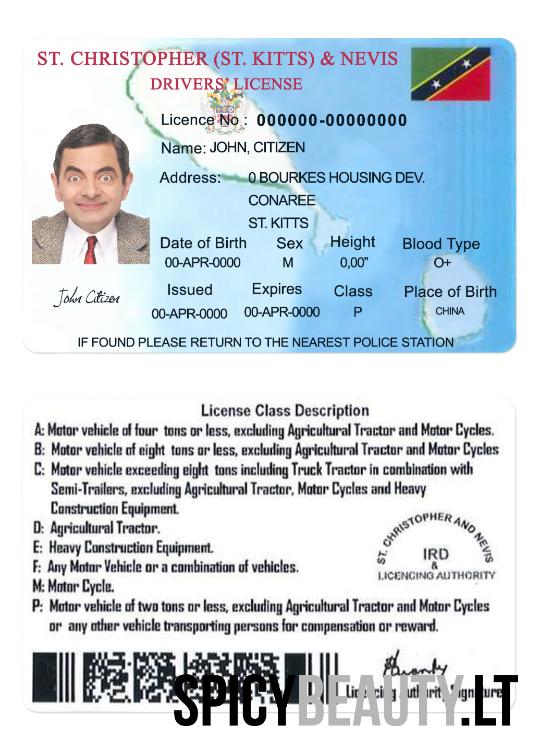 ST. CHRISTOPHER (ST. KITTS) & NEVIS
DRIVERS' LICENSE
Licence No : 000000-00000000
Name: JOHN, CITIZEN
Address: 0 BOURKES HOUSING DEV.
CONAREE
ST. KITTS
Date of Birth Sex Height Blood Type
00-APR-0000 M 0,00" O+
Issued Expires Class Place of Birth
00-APR-0000 00-APR-0000 P CHINA
John Citizen
IF FOUND PLEASE RETURN TO THE NEAREST POLICE STATION
License Class Description
A: Motor vehicle of four tons or less, excluding Agricultural Tractor and Motor Cycles.
B: Motor vehicle of eight tons or less, excluding Agricultural Tractor and Motor Cycles
C: Motor vehicle exceeding eight tons including Truck Tractor in combination with
Semi-Trailers, excluding Agricultural Tractor, Motor Cycles and Heavy
Construction Equipment.
D: Agricultural Tractor.
E: Heavy Construction Equipment.
F: Any Motor Vehicle or a combination of vehicles.
M: Motor Cycle.
P: Motor vehicle of two tons or less, excluding Agricultural Tractor and Motor Cycles
or any other vehicle transporting persons for compensation or reward.
ST. CHRISTOPHER AND NEVIS
IRD
&
LICENCING AUTHORITY
Licencing Authority Signature
SPICYBEAUTY.LT